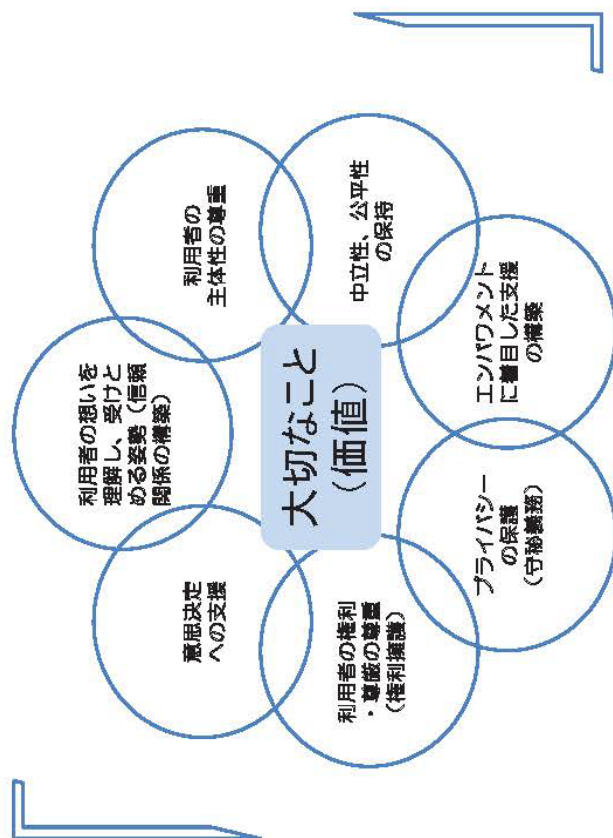 大切なこと
（価値）
利用者の想いを
理解し、受けと
める姿勢（信頼
関係の構築）
利用者の
主体性の尊重
中立性、公平性
の保持
エンパワメント
に着目した支援
の構築
プライバシー
の保護
（守秘義務）
利用者の権利
・尊厳の尊重
（権利擁護）
意思決定
への支援